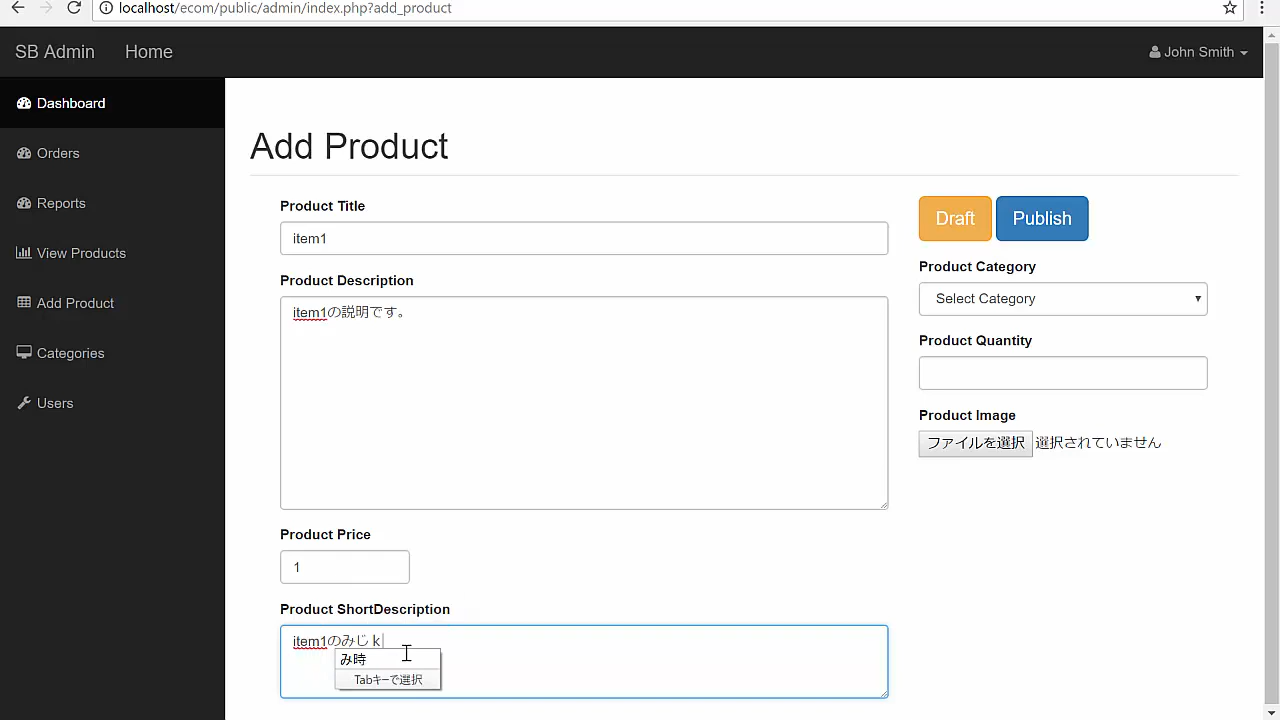 localhost/ecom/public/admin/index.php?add_product
SB Admin Home John Smith
Dashboard
Orders
Reports
View Products
Add Product
Categories
Users
Add Product
Product Title
item1
Product Description
item1の説明です。
Product Price
1
Product ShortDescription
item1のみじk
み時
Tabキーで選択
Draft Publish
Product Category
Select Category
Product Quantity
Product Image
ファイルを選択 選択されていません